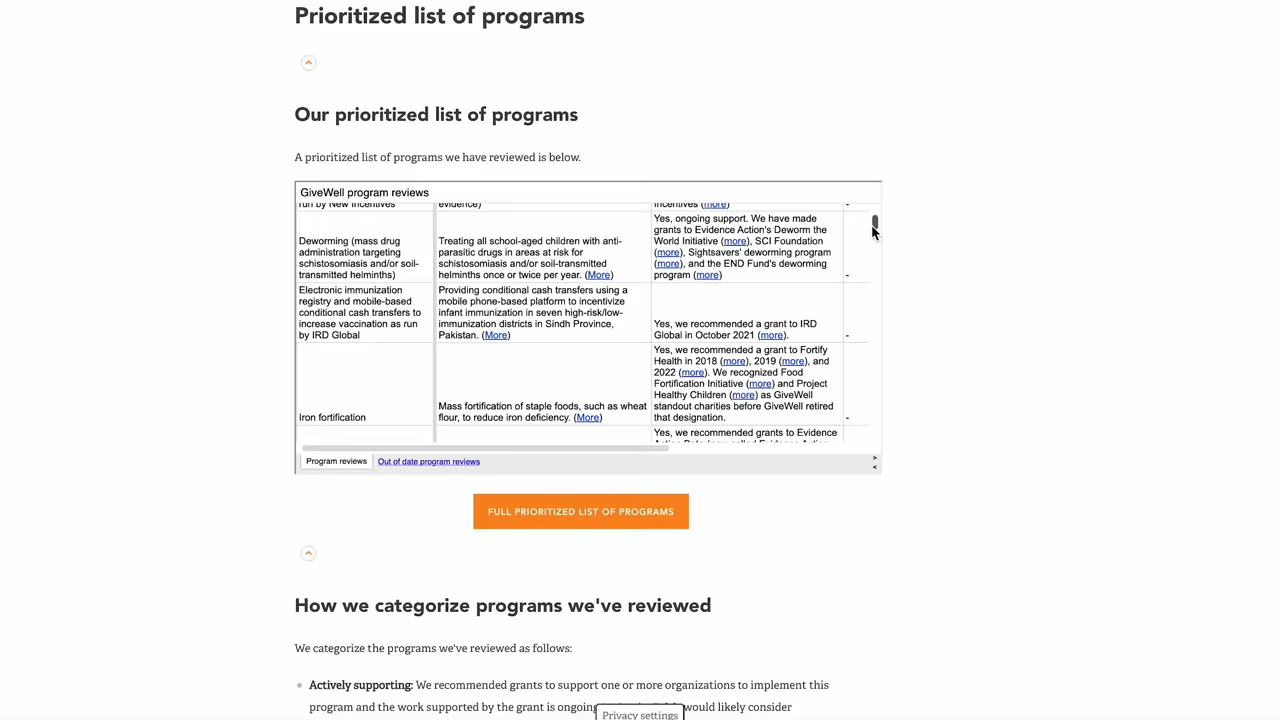 Prioritized list of programs
Our prioritized list of programs
A prioritized list of programs we have reviewed is below.
GiveWell program reviews
run by New Incentives
evidence)
Incentives (more)
-
Deworming (mass drug
administration targeting
schistosomiasis and/or soil-
transmitted helminths)
Treating all school-aged children with anti-
parasitic drugs in areas at risk for
schistosomiasis and/or soil-transmitted
helminths once or twice per year. (More)
Yes, ongoing support. We have made
grants to Evidence Action's Deworm the
World Initiative (more), SCI Foundation
(more), Sightsavers' deworming program
(more), and the END Fund's deworming
program (more)
-
Electronic immunization
registry and mobile-based
conditional cash transfers to
increase vaccination as run
by IRD Global
Providing conditional cash transfers using a
mobile phone-based platform to incentivize
infant immunization in seven high-risk/low-
immunization districts in Sindh Province,
Pakistan. (More)
Yes, we recommended a grant to IRD
Global in October 2021 (more).
-
Iron fortification
Mass fortification of staple foods, such as wheat
flour, to reduce iron deficiency. (More)
Yes, we recommended a grant to Fortify
Health in 2018 (more), 2019 (more), and
2022 (more). We recognized Food
Fortification Initiative (more) and Project
Healthy Children (more) as GiveWell
standout charities before GiveWell retired
that designation.
-
Yes, we recommended grants to Evidence
Program reviews
Out of date program reviews
>
<
FULL PRIORITIZED LIST OF PROGRAMS
How we categorize programs we've reviewed
We categorize the programs we've reviewed as follows:
Actively supporting: We recommended grants to support one or more organizations to implement this
program and the work supported by the grant is ongoing would likely consider
Privacy settings